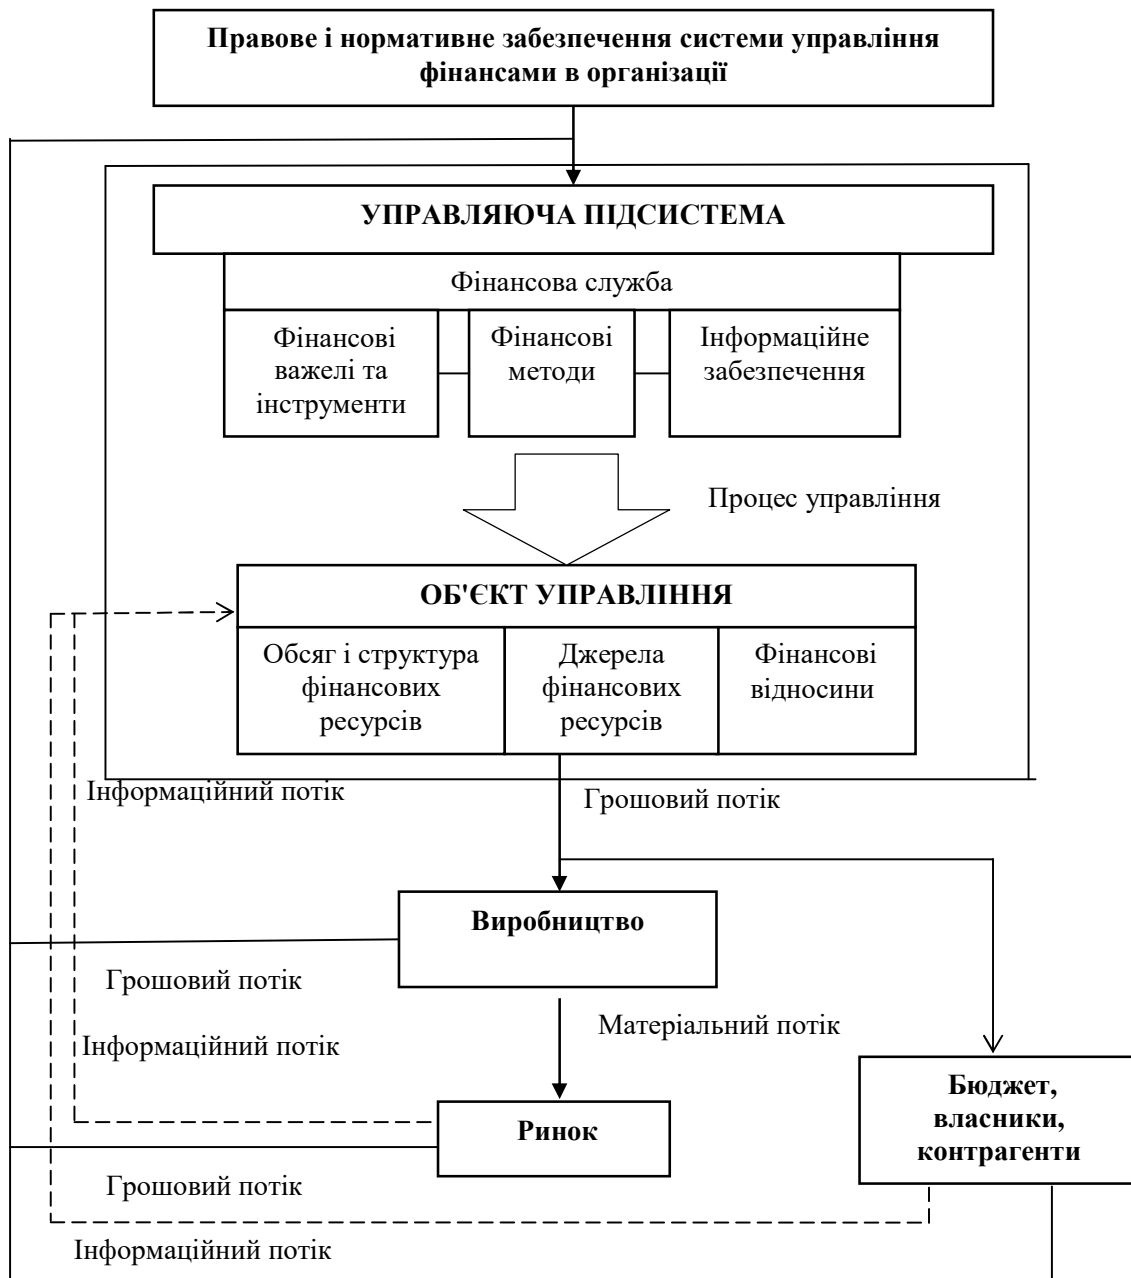 Правове і нормативне забезпечення системи управління
фінансами в організації
УПРАВЛЯЮЧА ПІДСИСТЕМА
Фінансова служба
Фінансові
важелі та
інструменти
Фінансові
методи
Інформаційне
забезпечення
Процес управління
ОБ'ЄКТ УПРАВЛІННЯ
Обсяг і структура
фінансових
ресурсів
Джерела
фінансових
ресурсів
Фінансові
відносини
Інформаційний потік
Грошовий потік
Виробництво
Грошовий потік
Матеріальний потік
Інформаційний потік
Бюджет,
власники,
контрагенти
Ринок
Грошовий потік
Інформаційний потік